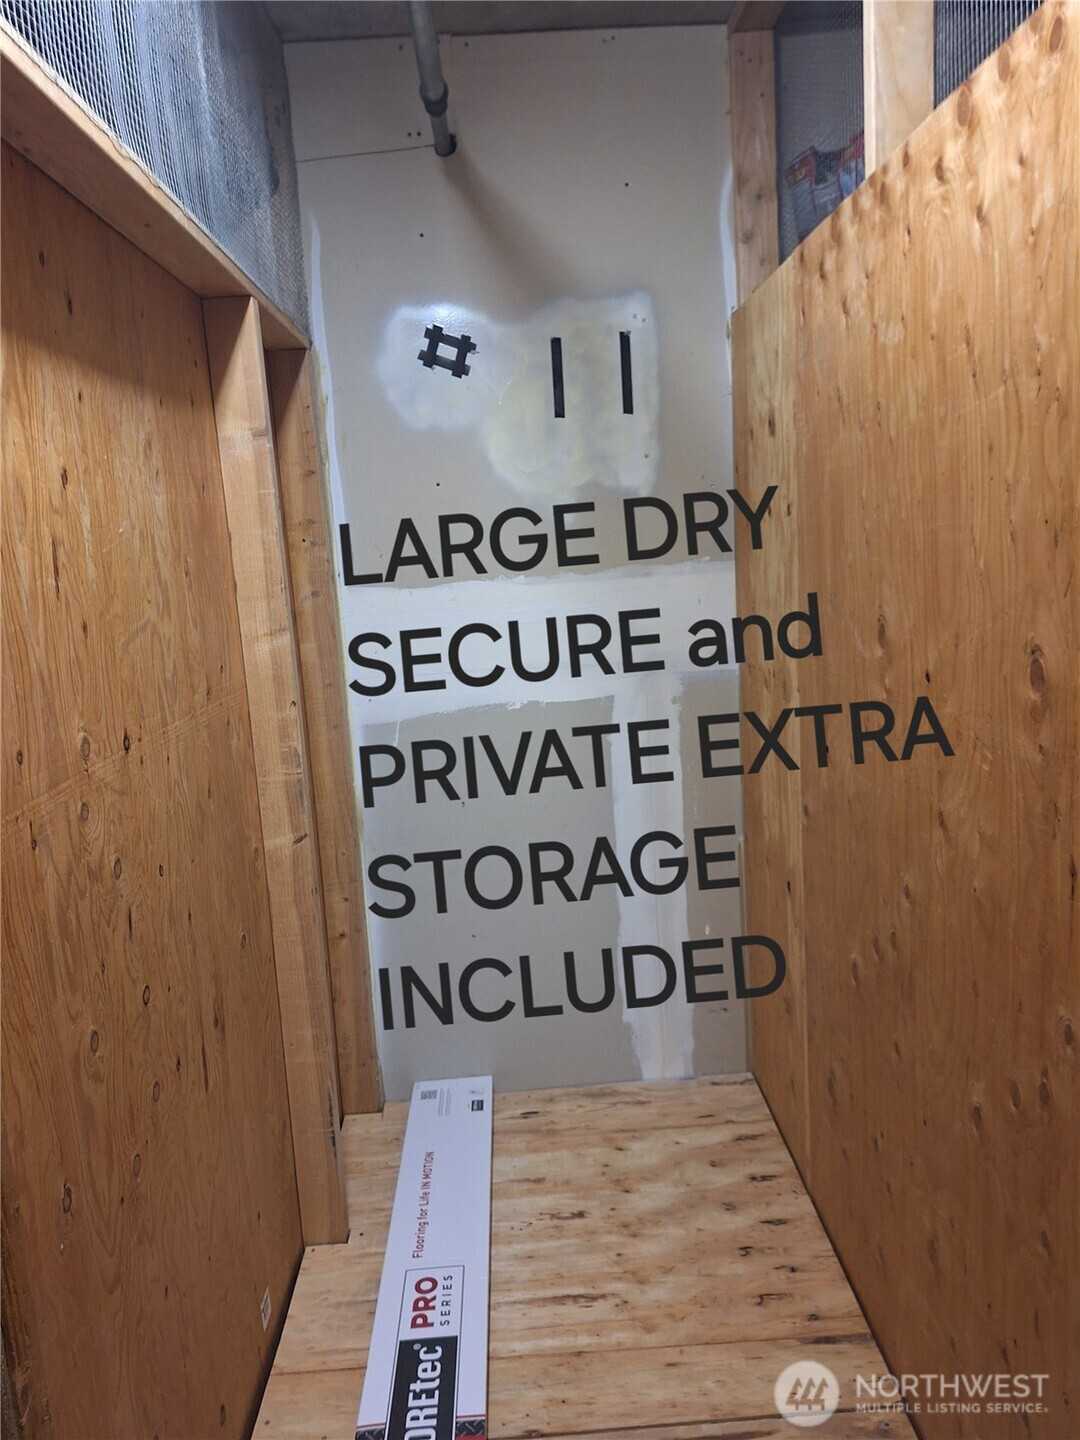 # 11
LARGE DRY
SECURE and
PRIVATE EXTRA
STORAGE
INCLUDED
Flooring for Life IN MOTION
OREtec® PRO
SERIES
NORTHWEST
MULTIPLE LISTING SERVICE®